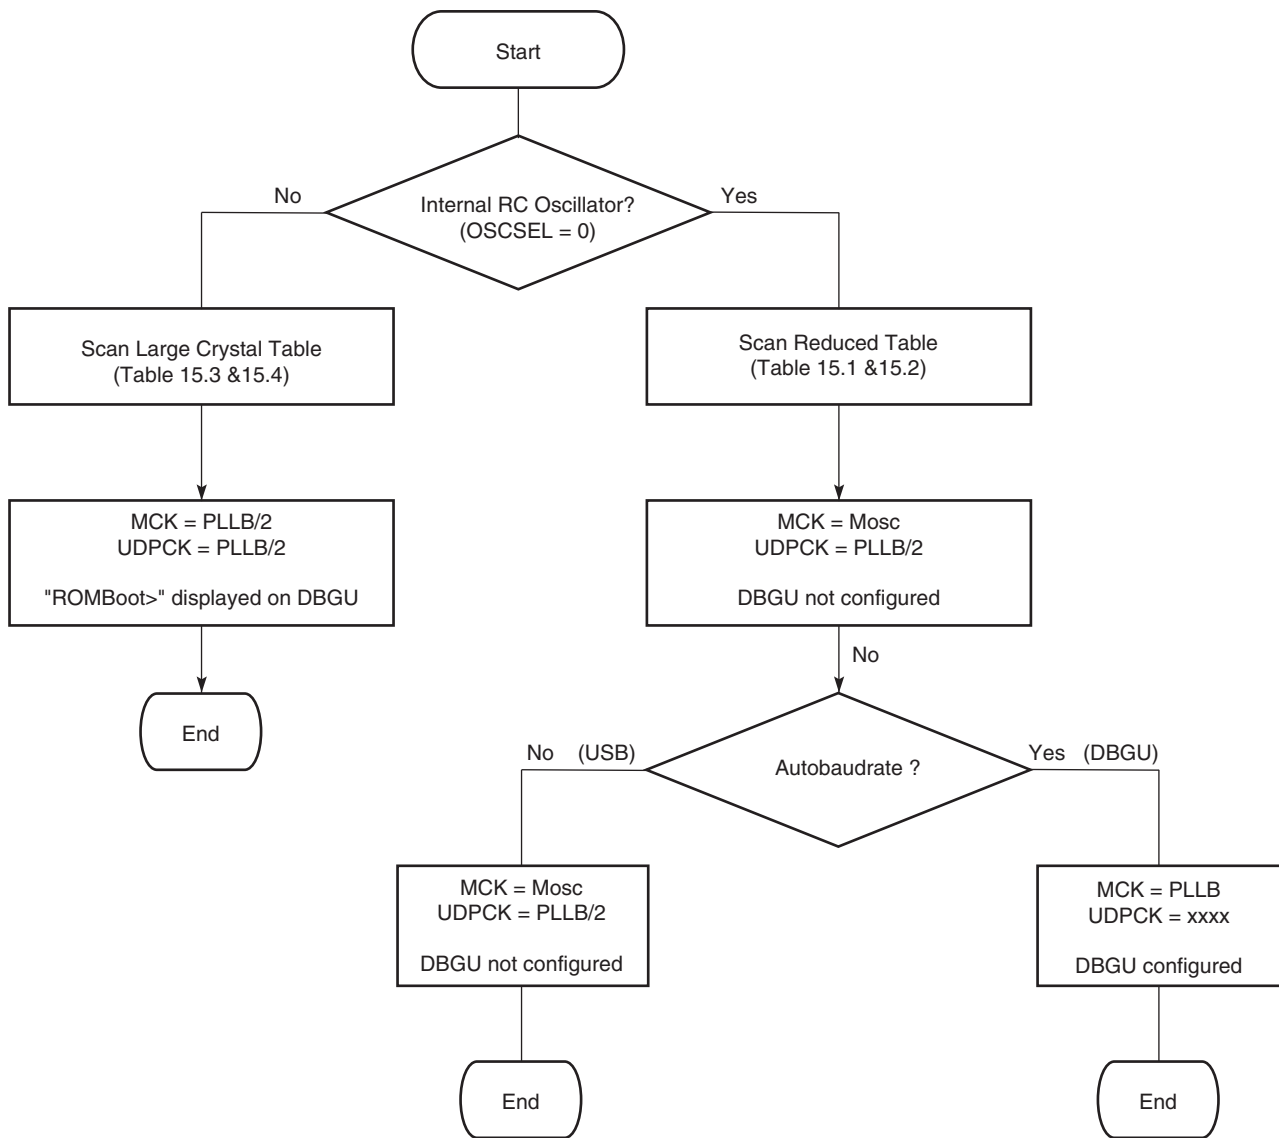 Start
Internal RC Oscillator?
(OSCSEL = 0)
No
Yes
Scan Large Crystal Table
(Table 15.3 &15.4)
Scan Reduced Table
(Table 15.1 &15.2)
MCK = PLLB/2
UDPCK = PLLB/2
"ROMBoot>" displayed on DBGU
MCK = Mosc
UDPCK = PLLB/2
DBGU not configured
No
End
Autobaudrate ?
No (USB)
Yes (DBGU)
MCK = Mosc
UDPCK = PLLB/2
DBGU not configured
MCK = PLLB
UDPCK = xxxx
DBGU configured
End
End